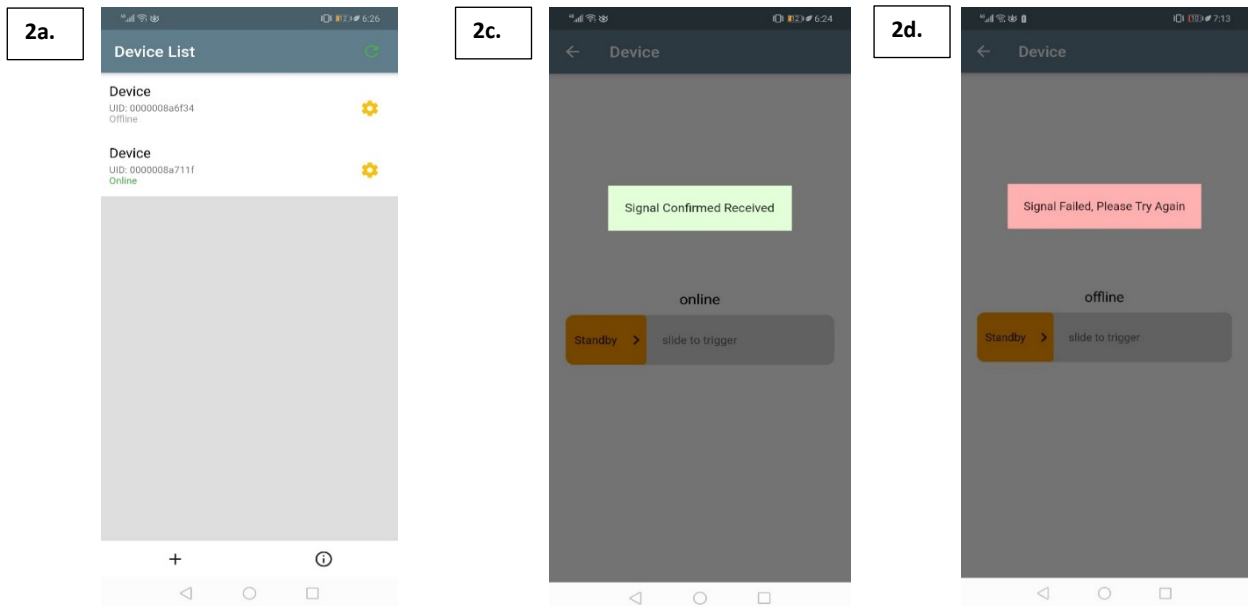 2a.
6:26
Device List
Device
UID: 0000008a6f34
Offline
Device
UID: 0000008a711f
Online
2c.
6:24
Device
Signal Confirmed Received
online
Standby
slide to trigger
2d.
7:13
Device
Signal Failed, Please Try Again
offline
Standby
slide to trigger